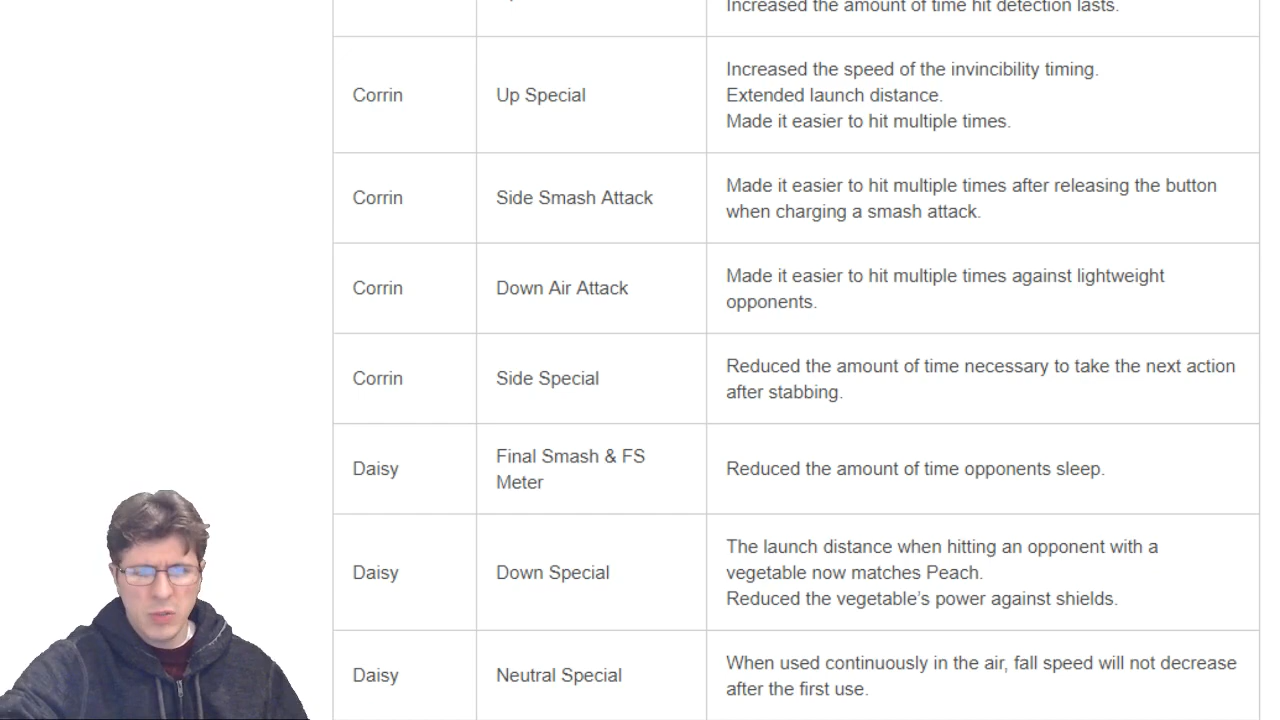 Increased the amount of time hit detection lasts.
Corrin
Up Special
Increased the speed of the invincibility timing.
Extended launch distance.
Made it easier to hit multiple times.
Corrin
Side Smash Attack
Made it easier to hit multiple times after releasing the button
when charging a smash attack.
Corrin
Down Air Attack
Made it easier to hit multiple times against lightweight
opponents.
Corrin
Side Special
Reduced the amount of time necessary to take the next action
after stabbing.
Daisy
Final Smash & FS
Meter
Reduced the amount of time opponents sleep.
Daisy
Down Special
The launch distance when hitting an opponent with a
vegetable now matches Peach.
Reduced the vegetable’s power against shields.
Daisy
Neutral Special
When used continuously in the air, fall speed will not decrease
after the first use.